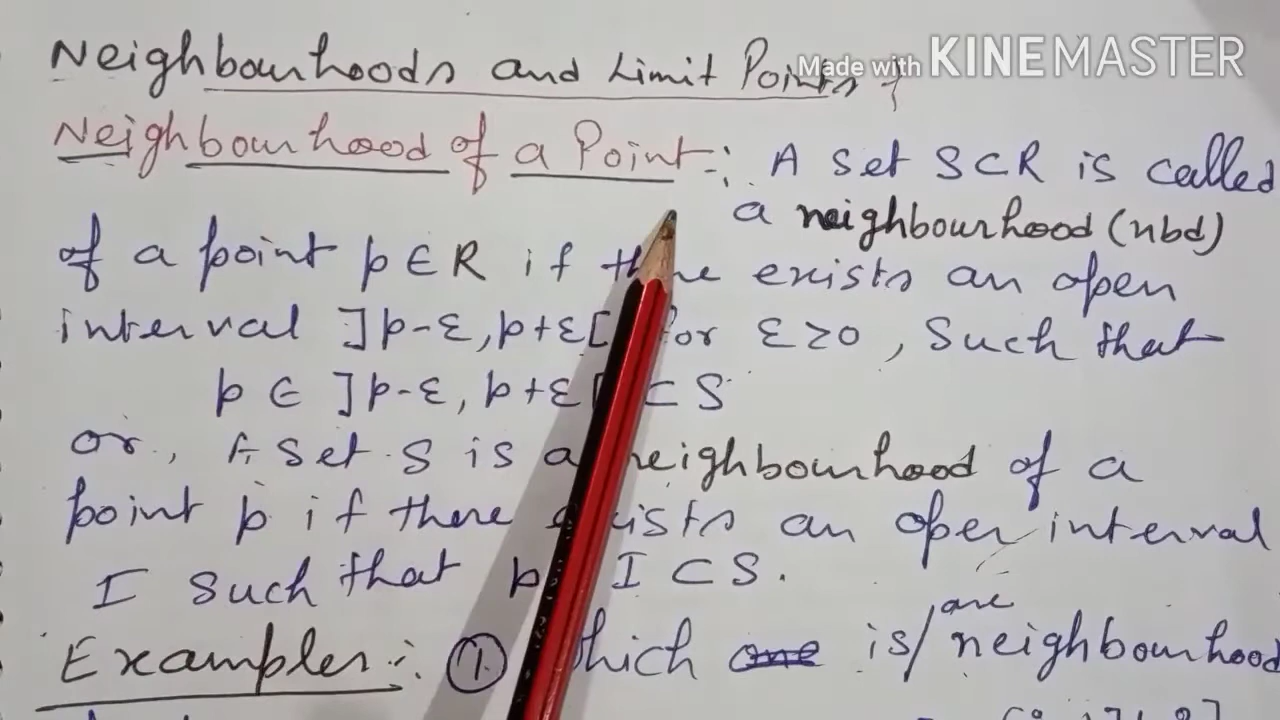 Neighbourhoods and Limit Points :
Made with KINEMASTER
Neighbourhood of a Point :- A set S⊂R is called
a neighbourhood (nbd)
of a point p∈R if exists an open
interval ]p-ε, p+ε[ for ε>0, such that
p ∈ ]p-ε, p+ε[ ⊂ S
or, A set S is a neighbourhood of a
point p if there exists an open interval
I such that p I ⊂ S.
Examples :- ① which is/are neighbourhood